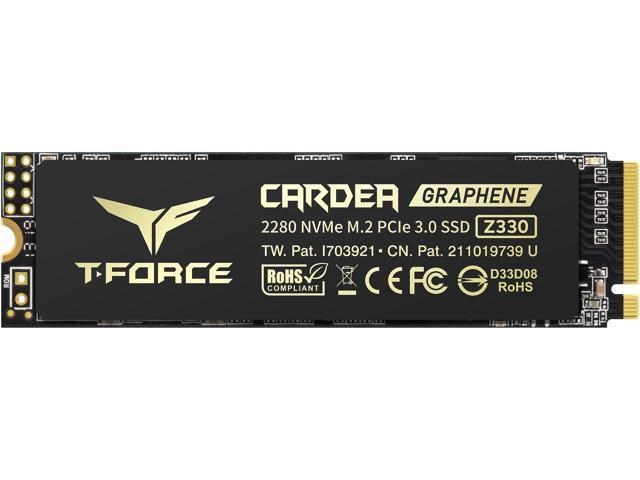 T-FORCE
CARDEA GRAPHENE
2280 NVMe M.2 PCIe 3.0 SSD Z330
TW. Pat. I703921 • CN. Pat. 211019739 U
RoHS
COMPLIANT
CE FC
D33D08
RoHS
ROM